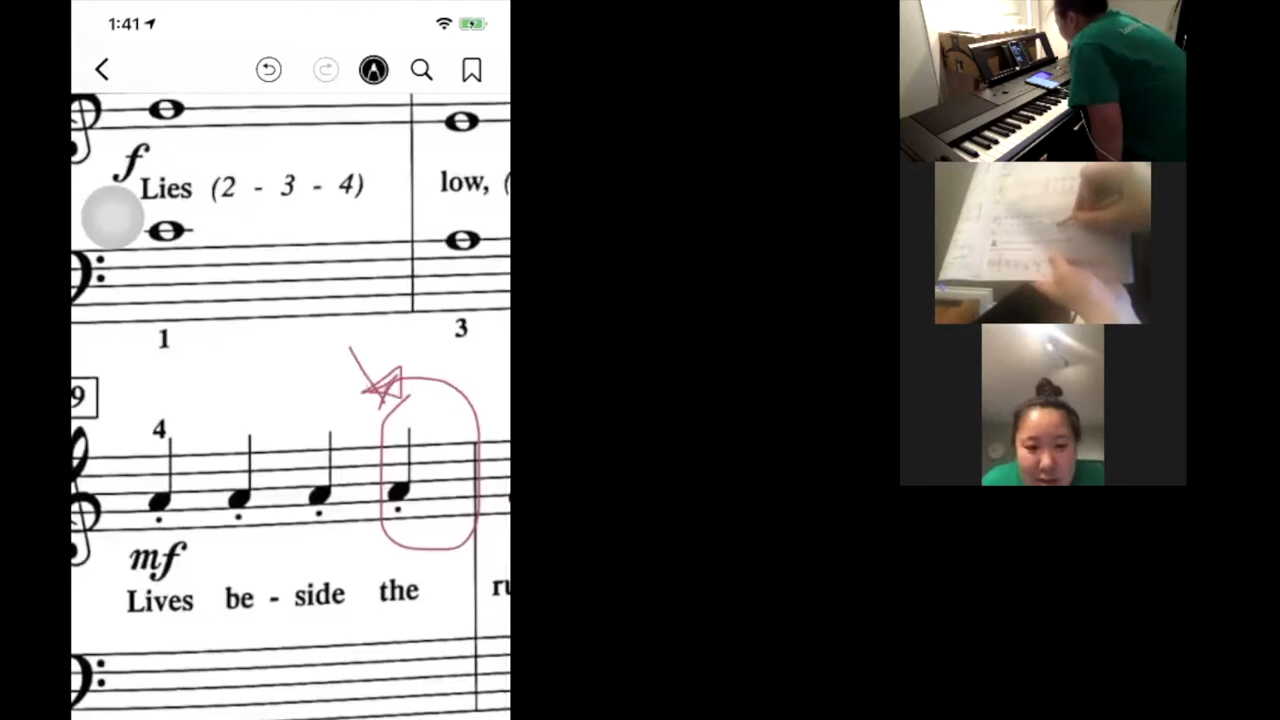 1:41
f
Lies (2 - 3 - 4)
low, (
1
3
9
4
mf
Lives be - side the